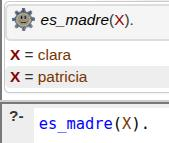 es_madre(X).
X = clara
X = patricia
?- es_madre(X).